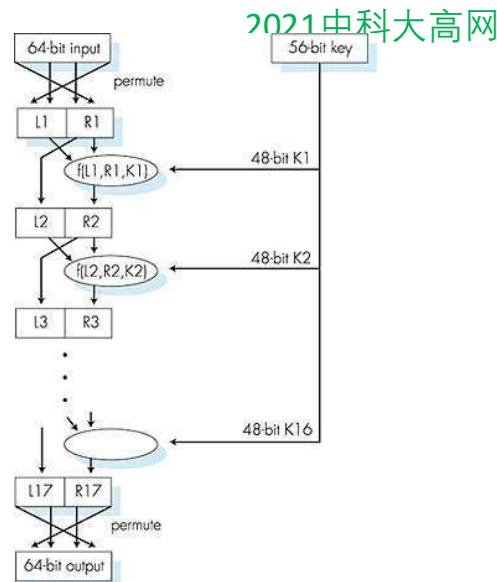 2021中科大高网
64-bit input
56-bit key
permute
L1 R1
48-bit K1
f(L1,R1,K1)
L2 R2
48-bit K2
f(L2,R2,K2)
L3 R3
48-bit K16
L17 R17
permute
64-bit output